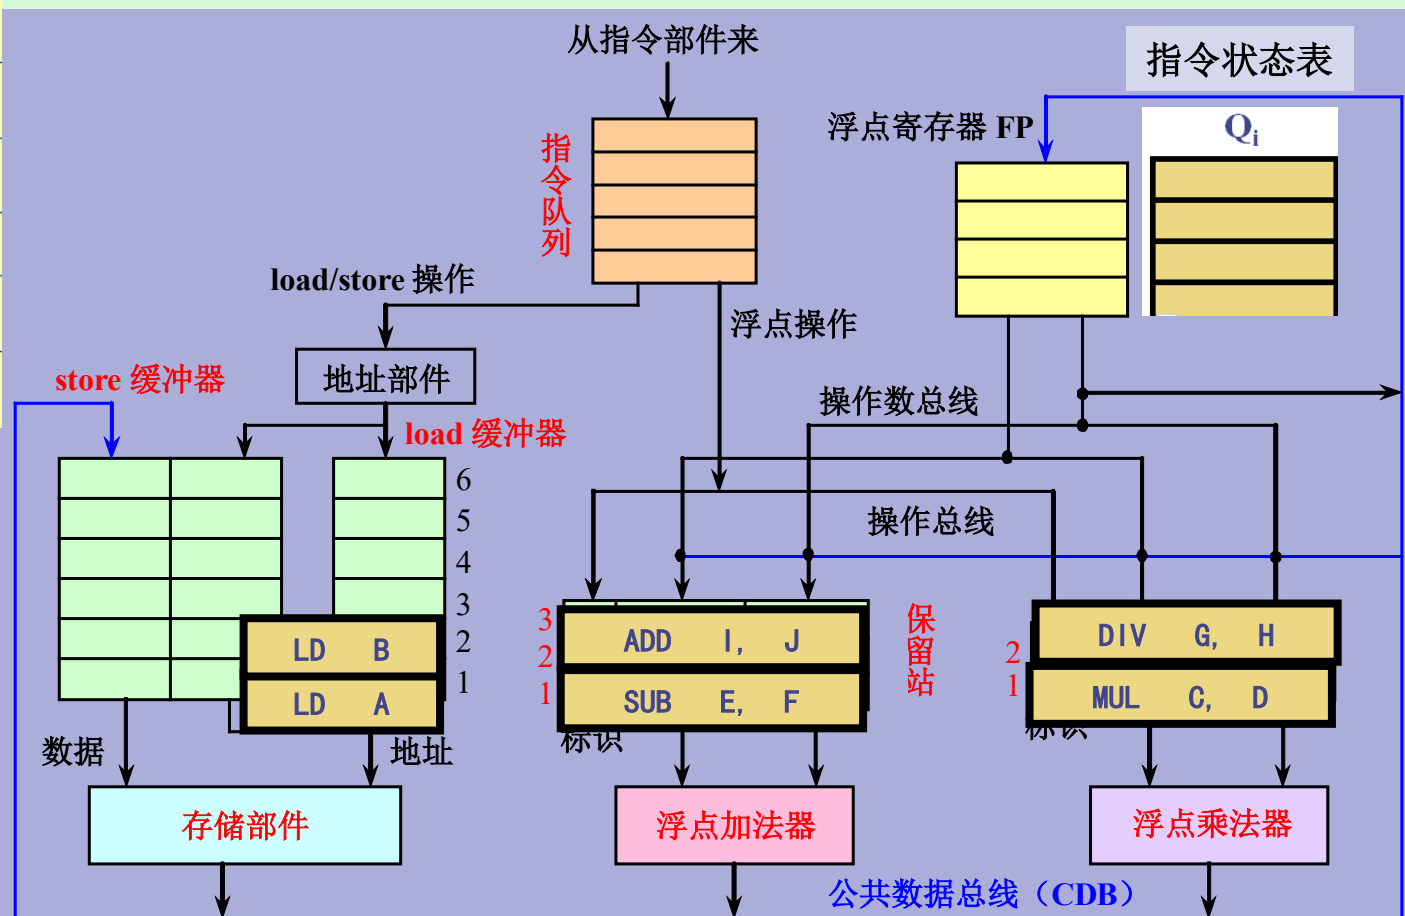 从指令部件来
指令状态表
浮点寄存器 FP
Qi
指令队列
load/store 操作
浮点操作
store 缓冲器
地址部件
操作数总线
load 缓冲器
6
5
4
3
2
1
操作总线
LD B
LD A
3
2
1
ADD I, J
SUB E, F
保留站
2
1
DIV G, H
MUL C, D
标识
标识
数据
地址
存储部件
浮点加法器
浮点乘法器
公共数据总线（CDB）